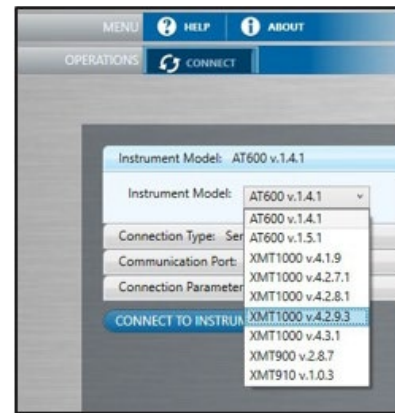 MENU HELP ABOUT
OPERATIONS CONNECT
Instrument Model: AT600 v.1.4.1
Instrument Model: AT600 v.1.4.1
AT600 v.1.4.1
AT600 v.1.5.1
XMT1000 v.4.1.9
XMT1000 v.4.2.7.1
XMT1000 v.4.2.8.1
XMT1000 v.4.2.9.3
XMT1000 v.4.3.1
XMT900 v.2.8.7
XMT910 v.1.0.3
Connection Type: Ser
Communication Port:
Connection Parameter
CONNECT TO INSTRUM